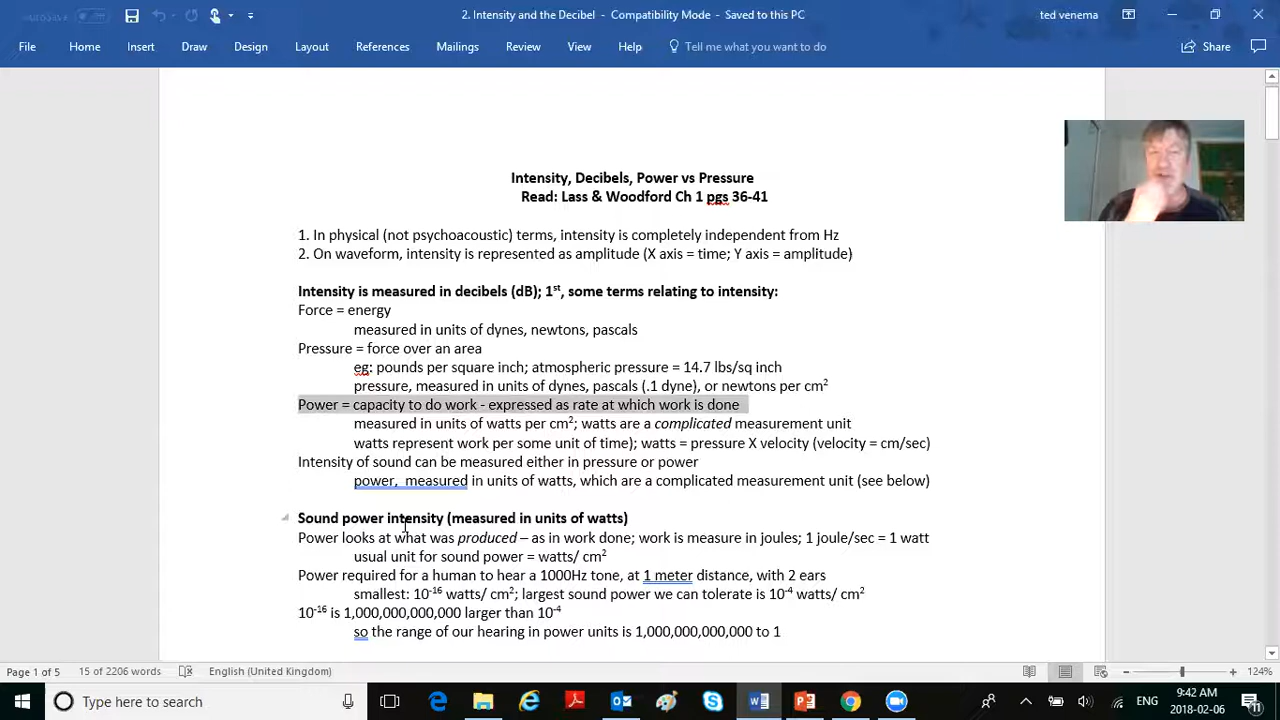 AutoSave
2. Intensity and the Decibel - Compatibility Mode - Saved to this PC
ted venema
File Home Insert Draw Design Layout References Mailings Review View Help Tell me what you want to do Share
Intensity, Decibels, Power vs Pressure
Read: Lass & Woodford Ch 1 pgs 36-41
1. In physical (not psychoacoustic) terms, intensity is completely independent from Hz
2. On waveform, intensity is represented as amplitude (X axis = time; Y axis = amplitude)
Intensity is measured in decibels (dB); 1st, some terms relating to intensity:
Force = energy
measured in units of dynes, newtons, pascals
Pressure = force over an area
eg: pounds per square inch; atmospheric pressure = 14.7 lbs/sq inch
pressure, measured in units of dynes, pascals (.1 dyne), or newtons per cm2
Power = capacity to do work - expressed as rate at which work is done
measured in units of watts per cm2; watts are a complicated measurement unit
watts represent work per some unit of time); watts = pressure X velocity (velocity = cm/sec)
Intensity of sound can be measured either in pressure or power
power, measured in units of watts, which are a complicated measurement unit (see below)
Sound power intensity (measured in units of watts)
Power looks at what was produced – as in work done; work is measure in joules; 1 joule/sec = 1 watt
usual unit for sound power = watts/ cm2
Power required for a human to hear a 1000Hz tone, at 1 meter distance, with 2 ears
smallest: 10-16 watts/ cm2; largest sound power we can tolerate is 10-4 watts/ cm2
10-16 is 1,000,000,000,000 larger than 10-4
so the range of our hearing in power units is 1,000,000,000,000 to 1
Page 1 of 5 15 of 2206 words English (United Kingdom) 124%
Type here to search
ENG
9:42 AM
2018-02-06